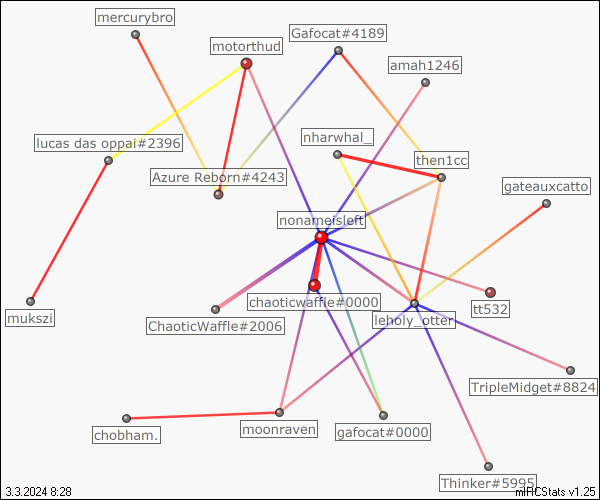 mercurybro
Gafocat#4189
motorthud
amah1246
nharwhal_
lucas das oppai#2396
then1cc
Azure Reborn#4243
gateauxcatto
nonameisleft
chaoticwaffle#0000
tt532
mukszi
leholy_otter
ChaoticWaffle#2006
TripleMidget#8824
moonraven
gafocat#0000
chobham.
Thinker#5995
3.3.2024 8:28
mIRCStats v1.25